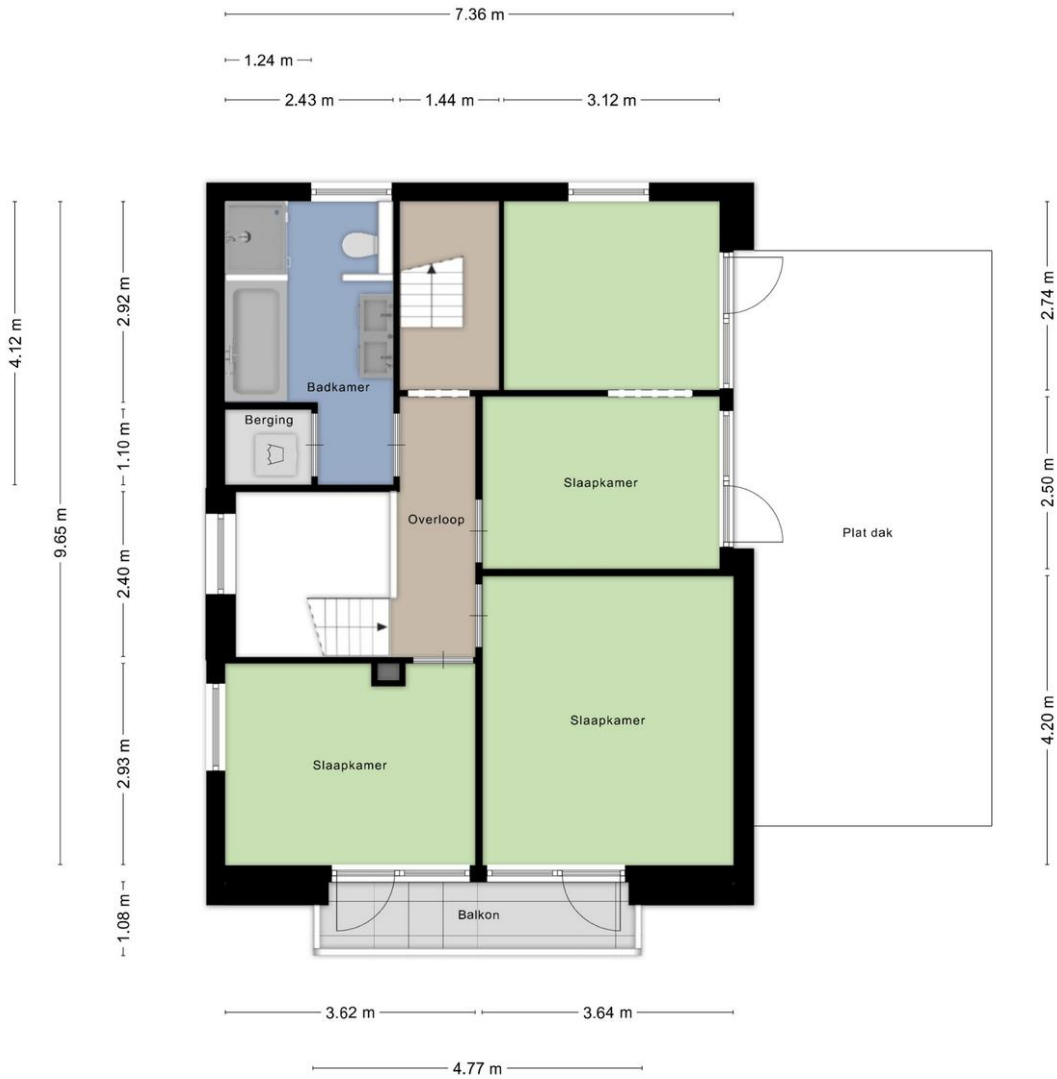 7.36 m
1.24 m
2.43 m 1.44 m 3.12 m
4.12 m
9.65 m
2.92 m
1.10 m
2.40 m
2.93 m
1.08 m
Badkamer
Berging
Overloop
Slaapkamer
Plat dak
Slaapkamer
Slaapkamer
Balkon
2.74 m
2.50 m
4.20 m
3.62 m 3.64 m
4.77 m